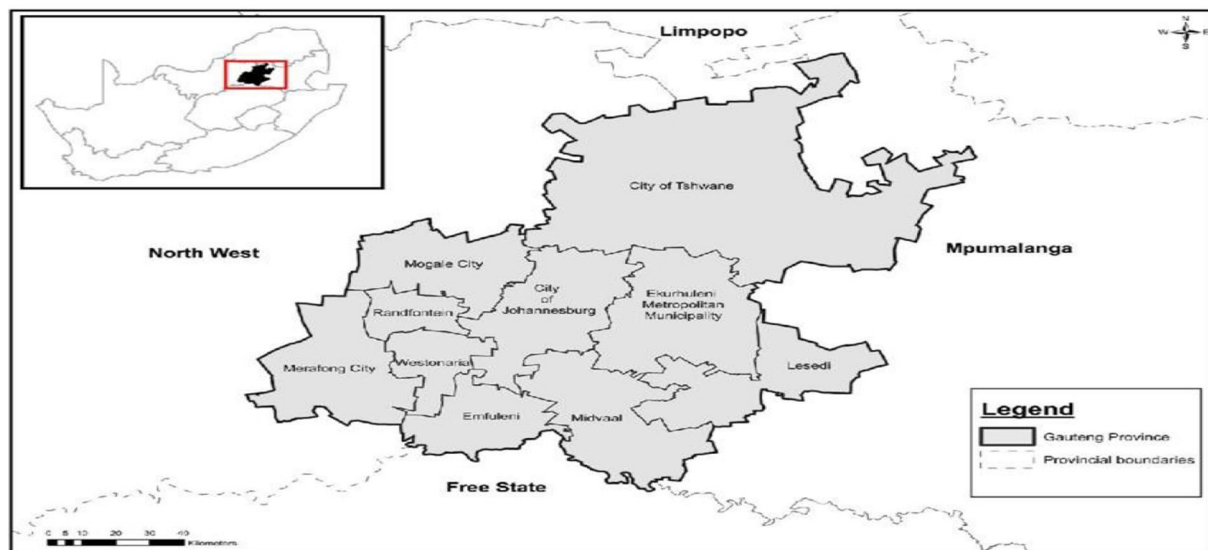 Limpopo
N
W E
S
City of Tshwane
North West
Mpumalanga
Mogale City
City
of
Johannesburg
Ekurhuleni
Metropolitan
Municipality
Randfontein
Merafong City
Westonaria
Lesedi
Emfuleni
Midvaal
Free State
Legend
Gauteng Province
Provincial boundaries
0 5 10 20 30 40
Kilometers